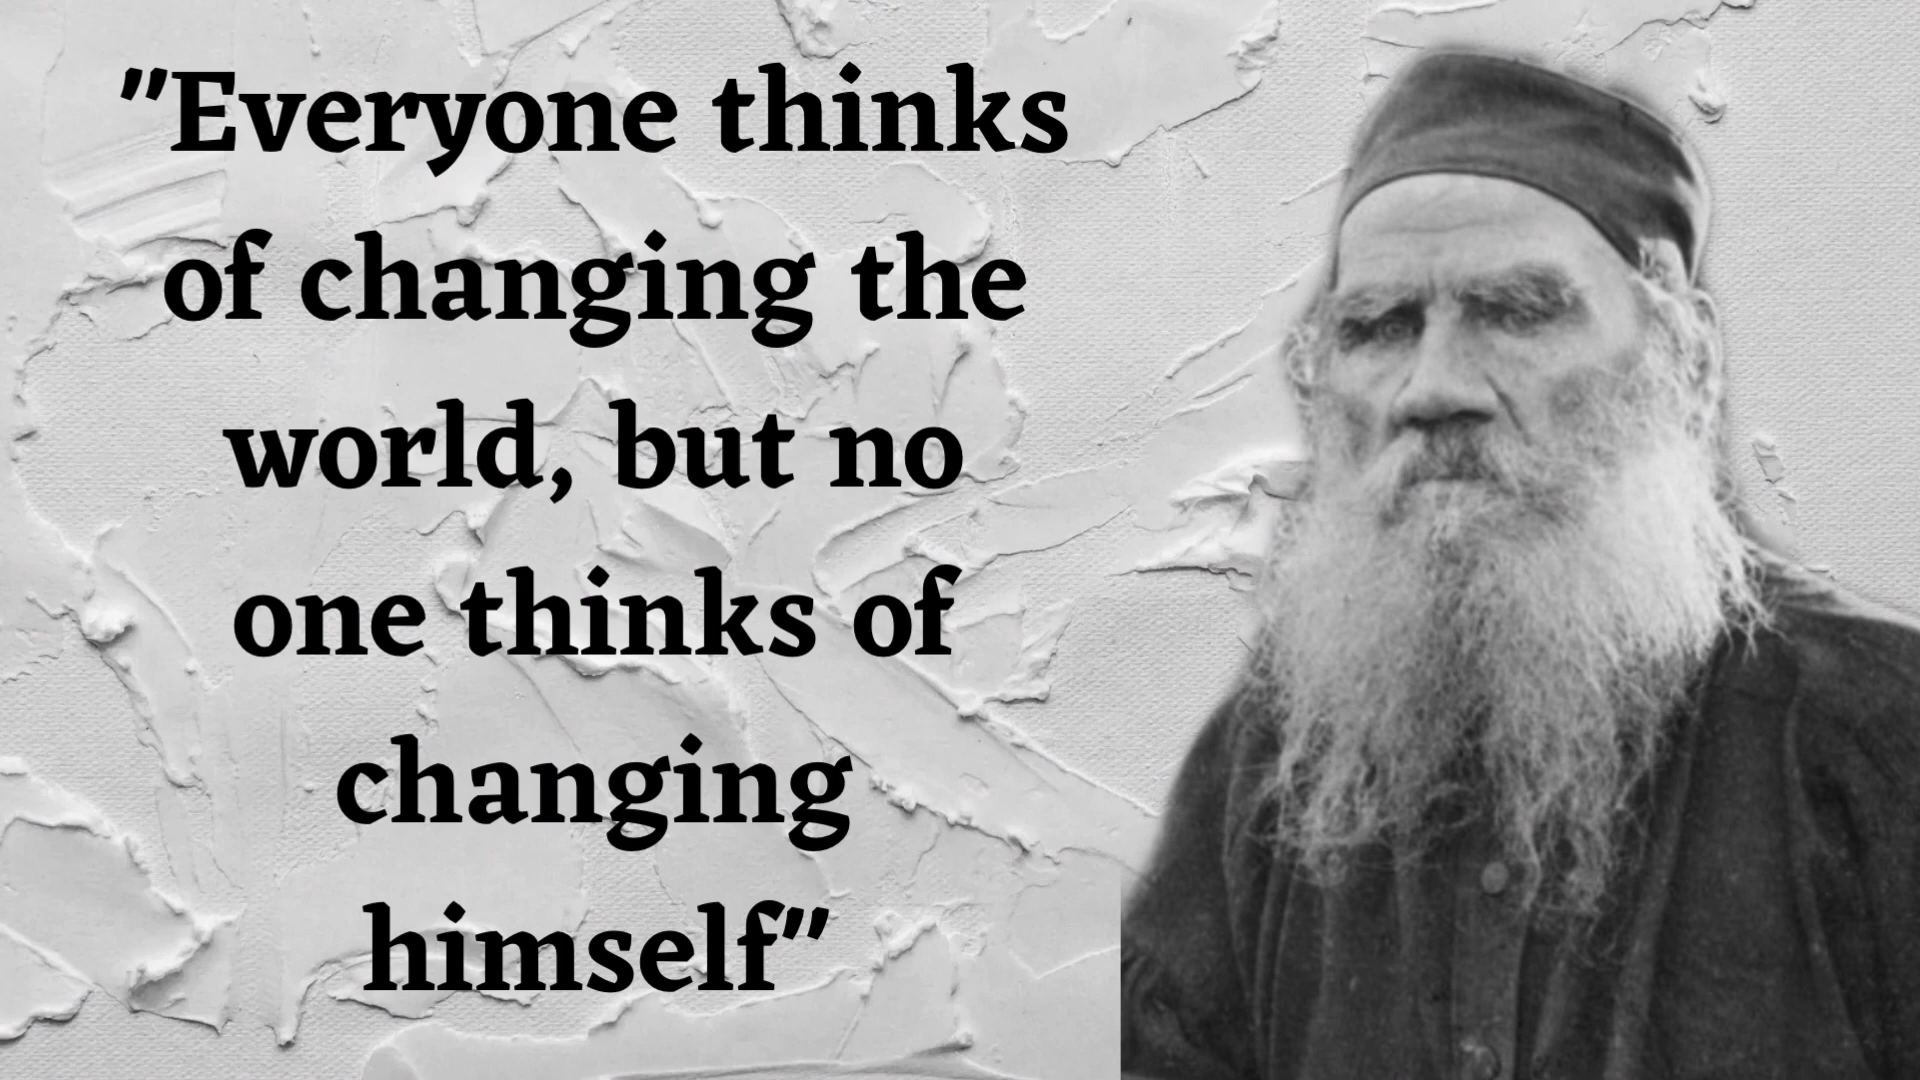 "Everyone thinks
of changing the
world, but no
one thinks of
changing
himself"